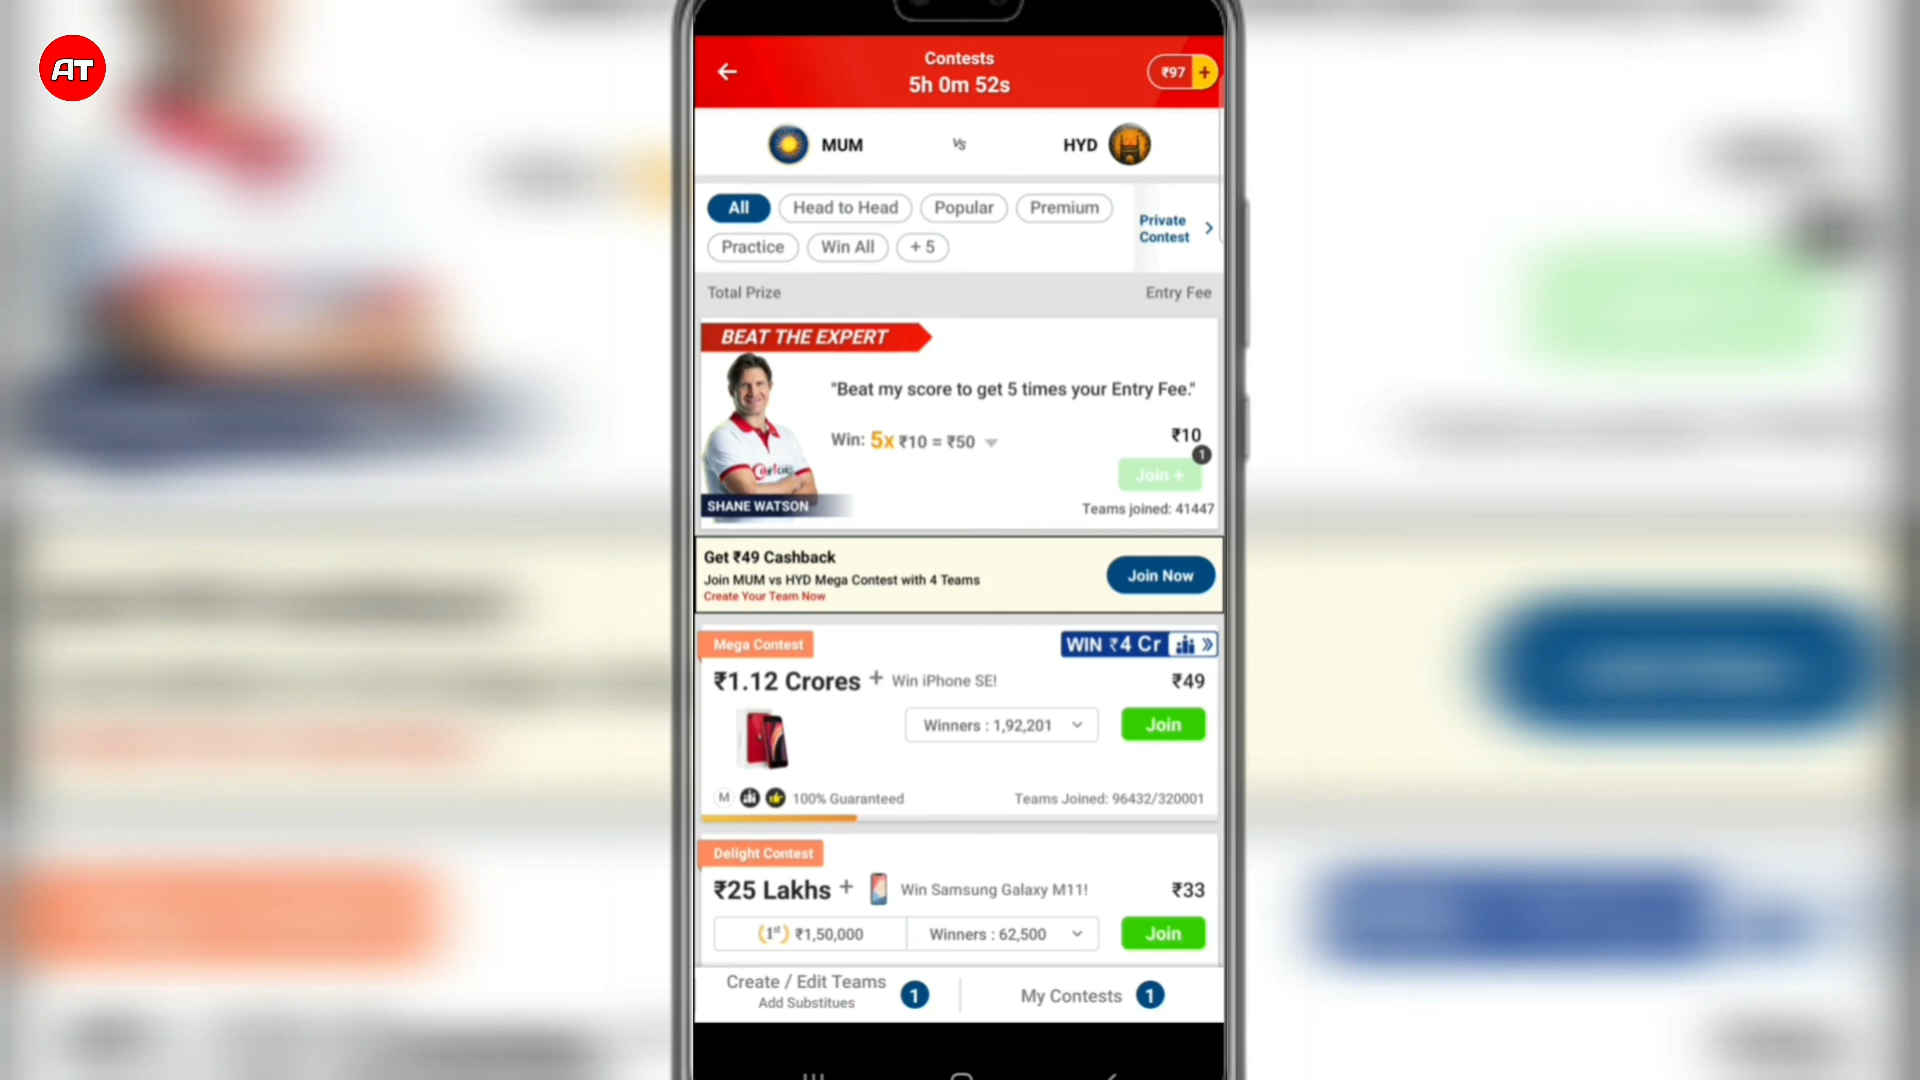 AT
Contests
5h 0m 52s
₹97 +
MUM
Vs
HYD
All
Head to Head
Popular
Premium
Practice
Win All
+ 5
Private
Contest
Total Prize
Entry Fee
BEAT THE EXPERT
"Beat my score to get 5 times your Entry Fee."
Win: 5x ₹10 = ₹50
₹10
1
Join +
SHANE WATSON
Teams joined: 41447
Get ₹49 Cashback
Join MUM vs HYD Mega Contest with 4 Teams
Create Your Team Now
Join Now
Mega Contest
WIN ₹4 Cr
₹1.12 Crores + Win iPhone SE!
₹49
Winners : 1,92,201
Join
M
100% Guaranteed
Teams Joined: 96432/320001
Delight Contest
₹25 Lakhs + Win Samsung Galaxy M11!
₹33
1st ₹1,50,000
Winners : 62,500
Join
Create / Edit Teams
Add Substitues
1
My Contests 1